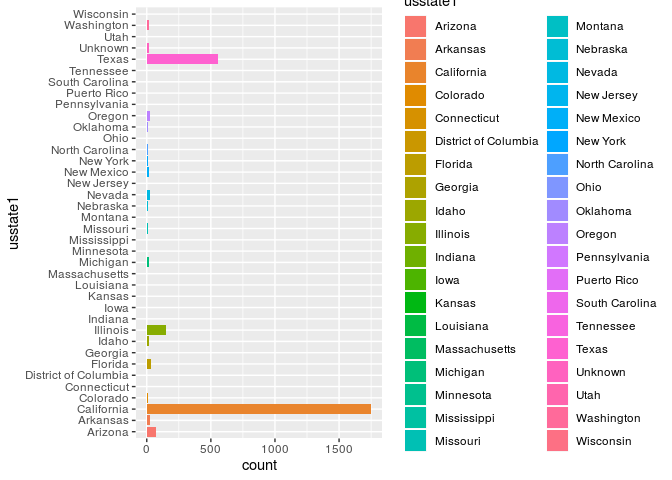 usstate1
Wisconsin
Washington
Utah
Unknown
Texas
Tennessee
South Carolina
Puerto Rico
Pennsylvania
Oregon
Oklahoma
Ohio
North Carolina
New York
New Mexico
New Jersey
Nevada
Nebraska
Montana
Missouri
Mississippi
Minnesota
Michigan
Massachusetts
Louisiana
Kansas
Iowa
Indiana
Illinois
Idaho
Georgia
Florida
District of Columbia
Connecticut
Colorado
California
Arkansas
Arizona
0 500 1000 1500
count
usstate1
Arizona
Arkansas
California
Colorado
Connecticut
District of Columbia
Florida
Georgia
Idaho
Illinois
Indiana
Iowa
Kansas
Louisiana
Massachusetts
Michigan
Minnesota
Mississippi
Missouri
Montana
Nebraska
Nevada
New Jersey
New Mexico
New York
North Carolina
Ohio
Oklahoma
Oregon
Pennsylvania
Puerto Rico
South Carolina
Tennessee
Texas
Unknown
Utah
Washington
Wisconsin